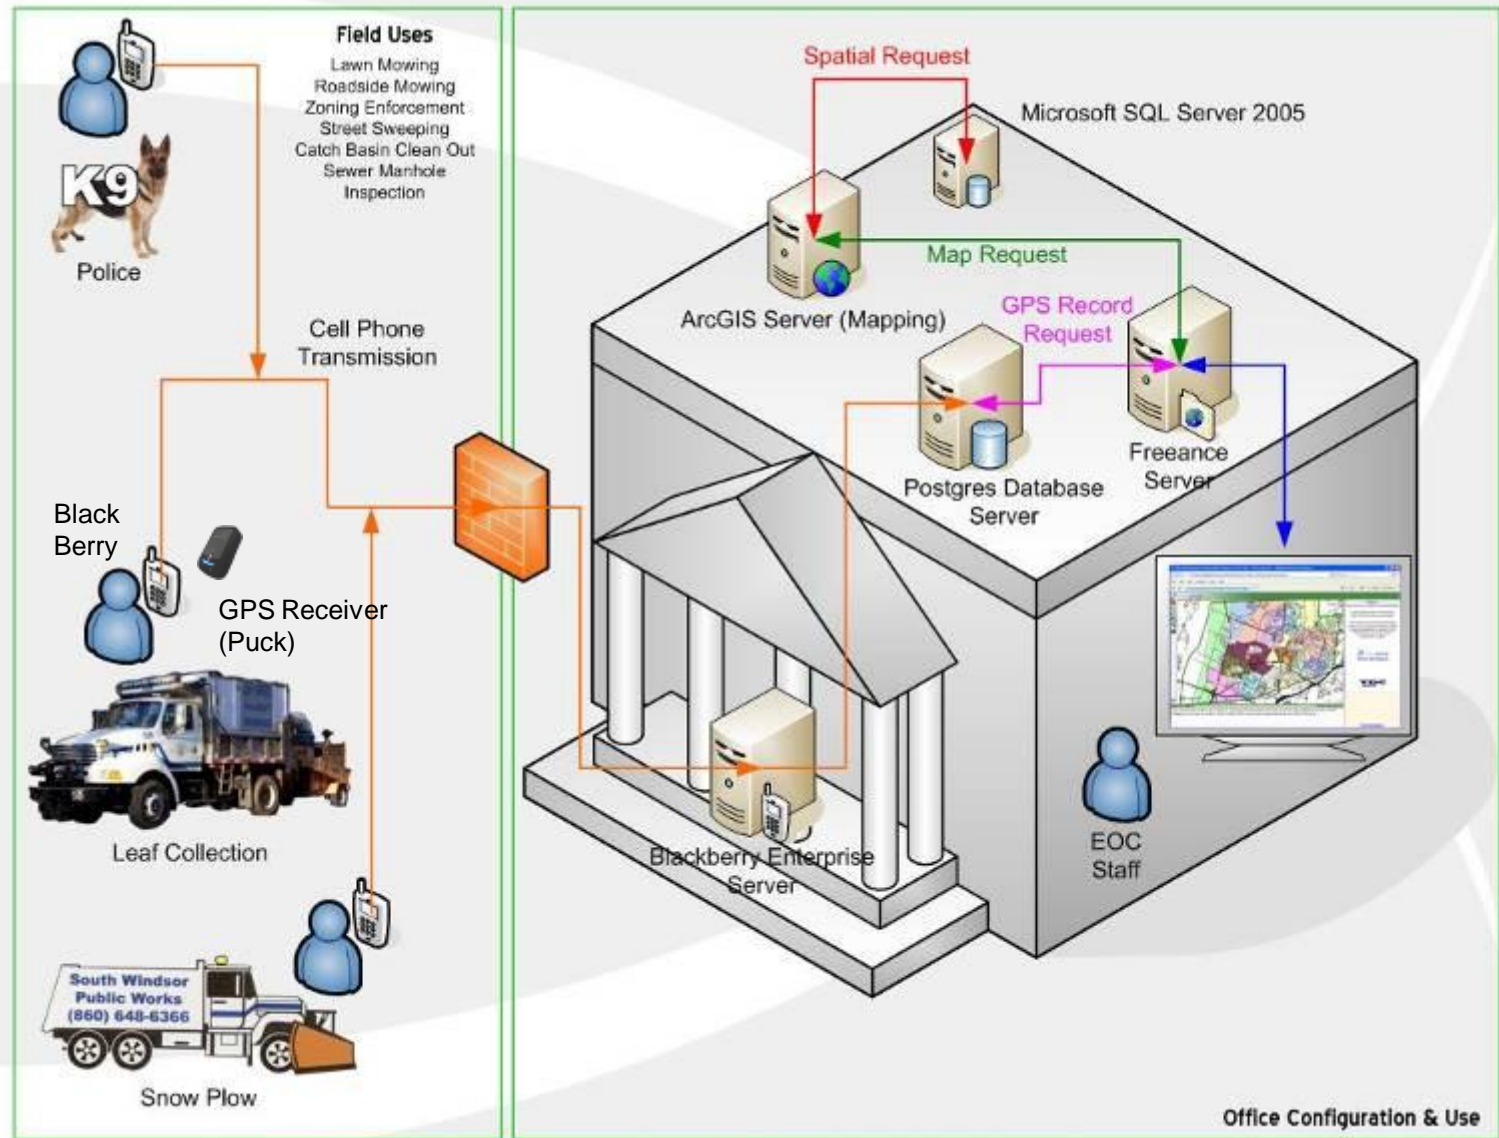 Field Uses
Lawn Mowing
Roadside Mowing
Zoning Enforcement
Street Sweeping
Catch Basin Clean Out
Sewer Manhole
Inspection
K9
Police
Cell Phone
Transmission
Black
Berry
GPS Receiver
(Puck)
Leaf Collection
South Windsor
Public Works
(860) 648-6366
Snow Plow
Spatial Request
Microsoft SQL Server 2005
Map Request
ArcGIS Server (Mapping)
GPS Record
Request
Freeance
Server
Postgres Database
Server
Blackberry Enterprise
Server
EOC
Staff
Office Configuration & Use